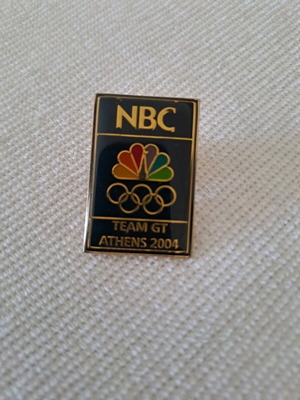 NBC
TEAM GT
ATHENS 2004